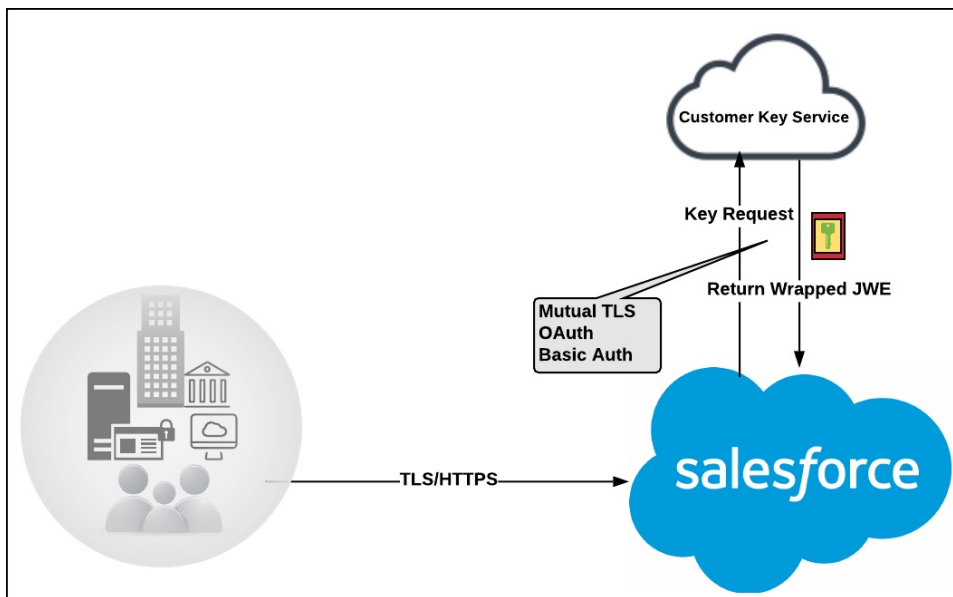 Customer Key Service
Key Request
Return Wrapped JWE
Mutual TLS
OAuth
Basic Auth
salesforce
TLS/HTTPS